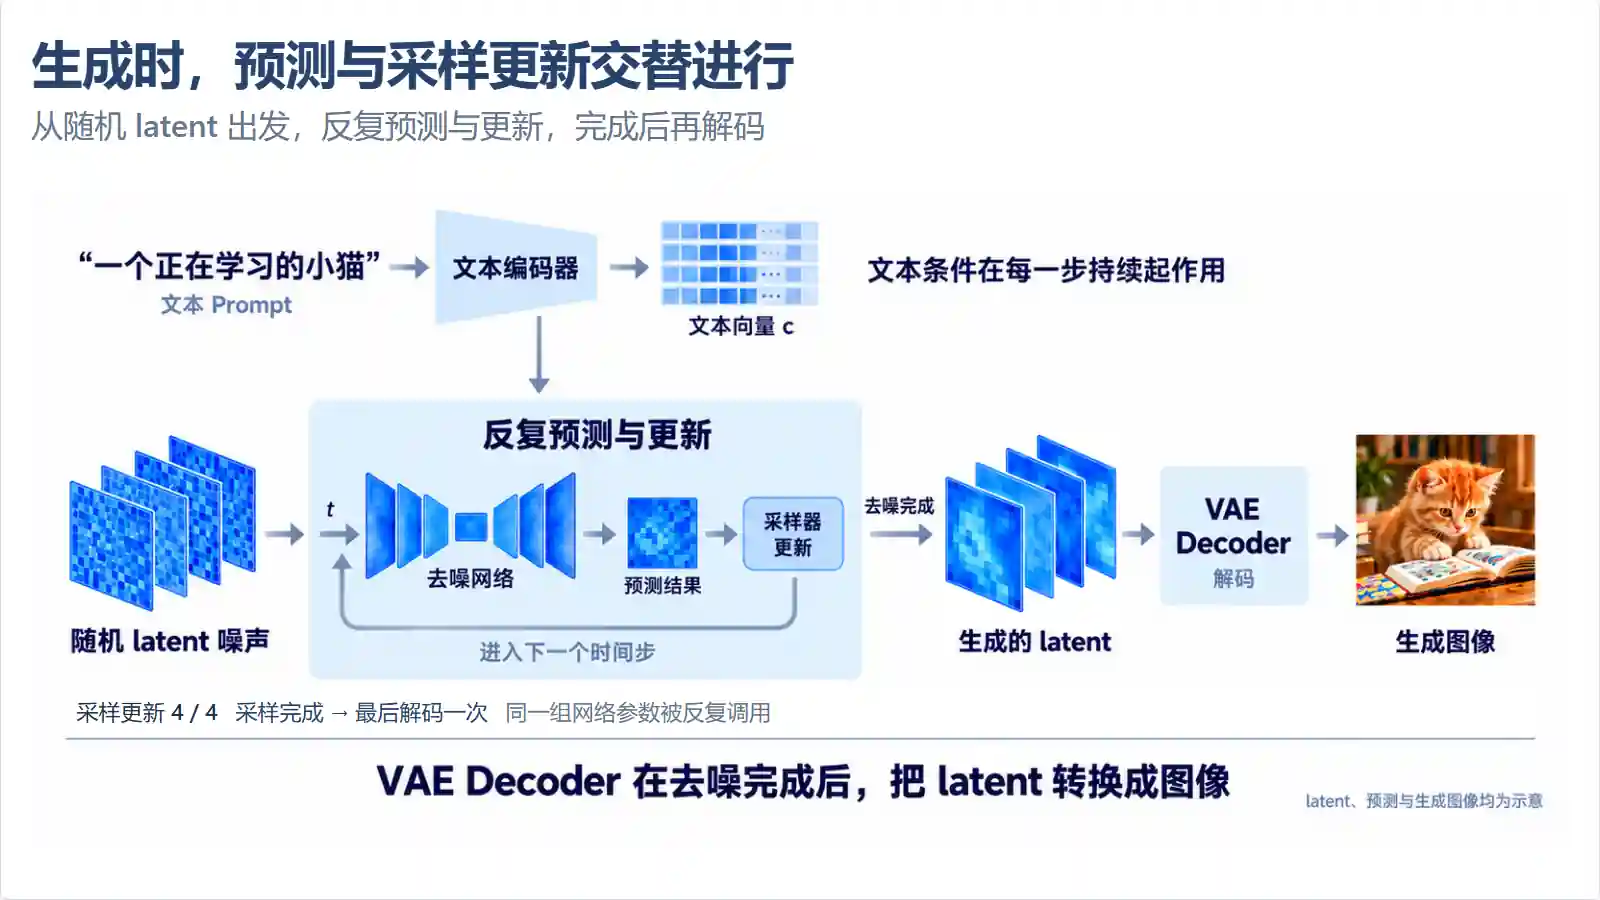 生成时，预测与采样更新交替进行
从随机 latent 出发，反复预测与更新，完成后再解码
“一个正在学习的小猫”
文本 Prompt
文本编码器
文本向量 c
文本条件在每一步持续起作用
反复预测与更新
随机 latent 噪声
t
去噪网络
预测结果
采样器
更新
进入下一个时间步
去噪完成
生成的 latent
VAE
Decoder
解码
生成图像
采样更新 4 / 4 采样完成 → 最后解码一次 同一组网络参数被反复调用
VAE Decoder 在去噪完成后，把 latent 转换成图像
latent、预测与生成图像均为示意